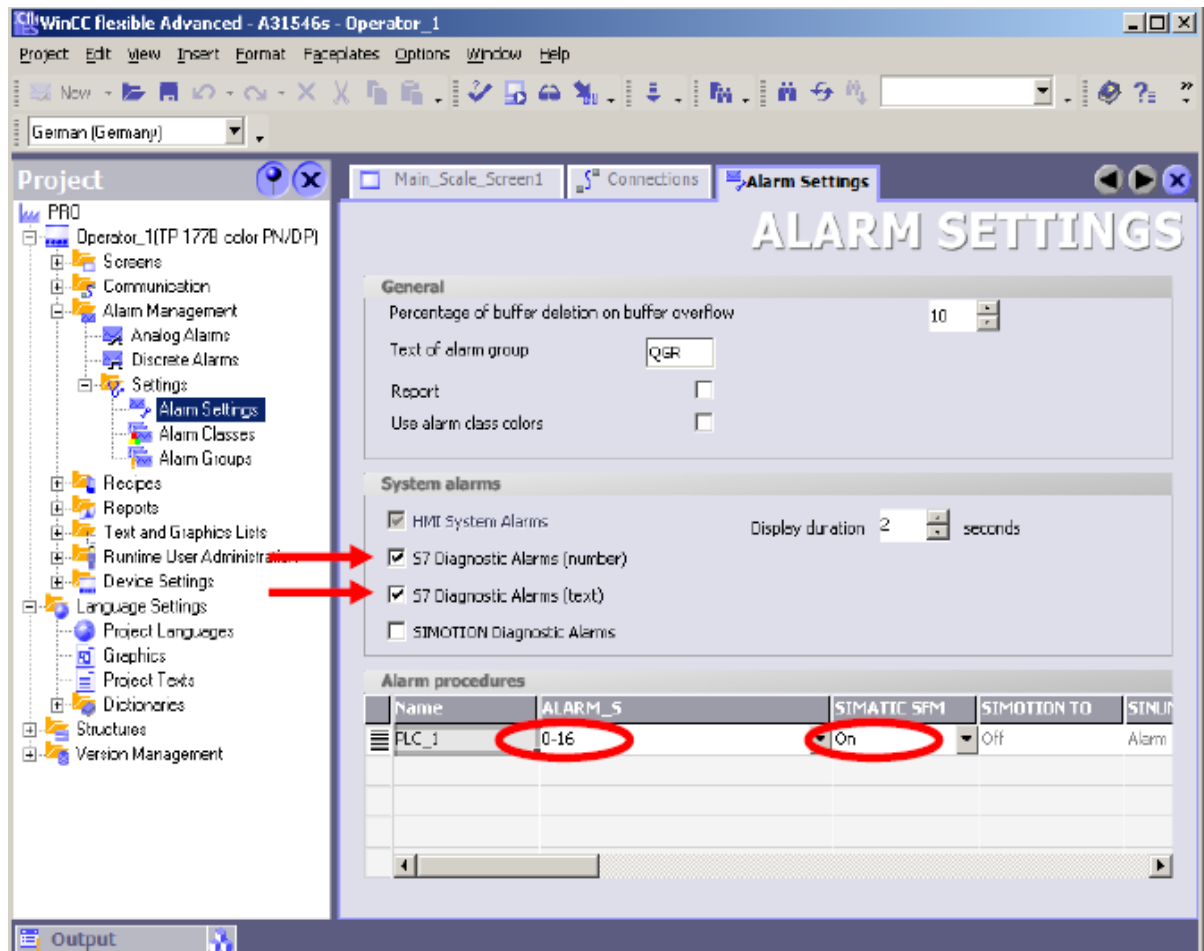 WinCC flexible Advanced - A31546s - Operator_1
Project Edit View Insert Format Faceplates Options Window Help
New
German (Germany)
Project
PRO
Operator_1(TP 177B color PN/DP)
Screens
Communication
Alarm Management
Analog Alarms
Discrete Alarms
Settings
Alarm Settings
Alarm Classes
Alarm Groups
Recipes
Reports
Text and Graphics Lists
Runtime User Administration
Device Settings
Language Settings
Project Languages
Graphics
Project Texts
Dictionaries
Structures
Version Management
Main_Scale_Screen1 Connections Alarm Settings
ALARM SETTINGS
General
Percentage of buffer deletion on buffer overflow 10
Text of alarm group QGR
Report
Use alarm class colors
System alarms
HMI System Alarms Display duration 2 seconds
S7 Diagnostic Alarms (number)
S7 Diagnostic Alarms (text)
SIMOTION Diagnostic Alarms
Alarm procedures
Name ALARM_S SIMATIC SFM SIMOTION TO
PLC_1 0-16 On Off Alarm
Output